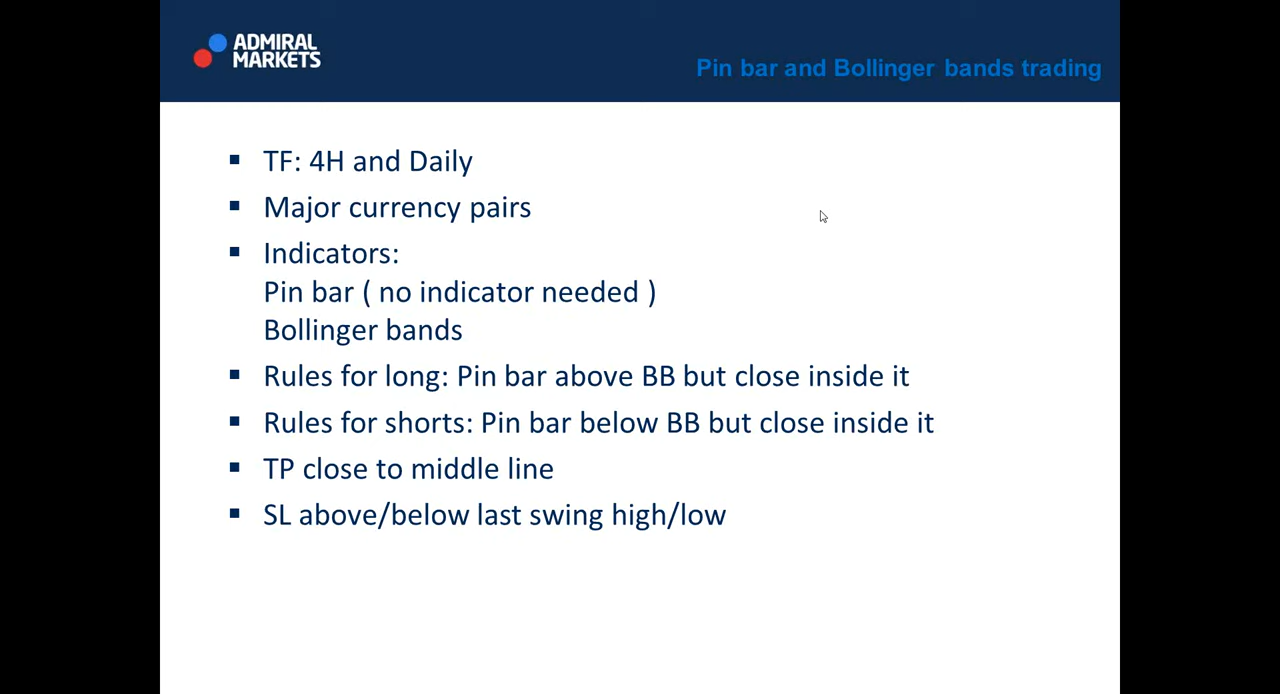 ADMIRAL
MARKETS
Pin bar and Bollinger bands trading
TF: 4H and Daily
Major currency pairs
Indicators:
Pin bar ( no indicator needed )
Bollinger bands
Rules for long: Pin bar above BB but close inside it
Rules for shorts: Pin bar below BB but close inside it
TP close to middle line
SL above/below last swing high/low